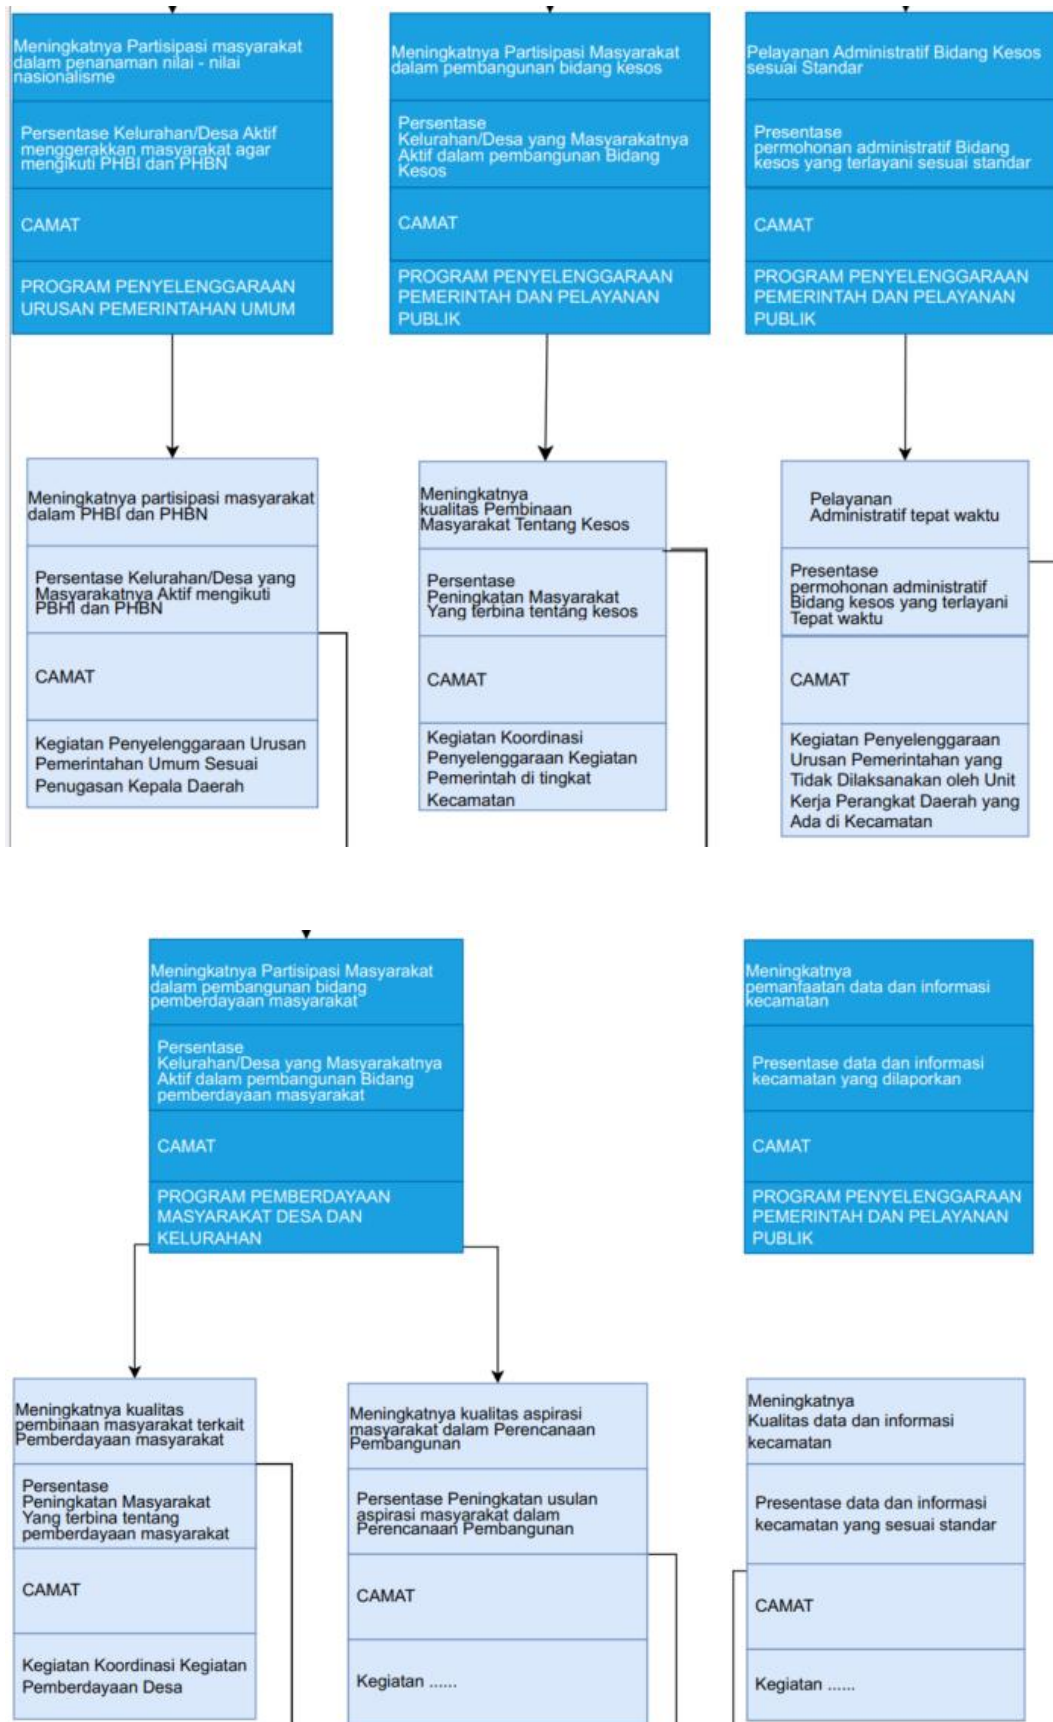 Meningkatnya Partisipasi masyarakat
dalam penanaman nilai - nilai
nasionalisme
Persentase Kelurahan/Desa Aktif
menggerakkan masyarakat agar
mengikuti PHBI dan PHBN
CAMAT
PROGRAM PENYELENGGARAAN
URUSAN PEMERINTAHAN UMUM
Meningkatnya Partisipasi Masyarakat
dalam pembangunan bidang kesos
Persentase
Kelurahan/Desa yang Masyarakatnya
Aktif dalam pembangunan Bidang
Kesos
CAMAT
PROGRAM PENYELENGGARAAN
PEMERINTAH DAN PELAYANAN
PUBLIK
Pelayanan Administratif Bidang Kesos
sesuai Standar
Presentase
permohonan administratif Bidang
kesos yang terlayani sesuai standar
CAMAT
PROGRAM PENYELENGGARAAN
PEMERINTAH DAN PELAYANAN
PUBLIK
Meningkatnya partisipasi masyarakat
dalam PHBI dan PHBN
Persentase Kelurahan/Desa yang
Masyarakatnya Aktif mengikuti
PBHI dan PHBN
CAMAT
Kegiatan Penyelenggaraan Urusan
Pemerintahan Umum Sesuai
Penugasan Kepala Daerah
Meningkatnya
kualitas Pembinaan
Masyarakat Tentang Kesos
Persentase
Peningkatan Masyarakat
Yang terbina tentang kesos
CAMAT
Kegiatan Koordinasi
Penyelenggaraan Kegiatan
Pemerintah di tingkat
Kecamatan
Pelayanan
Administratif tepat waktu
Presentase
permohonan administratif
Bidang kesos yang terlayani
Tepat waktu
CAMAT
Kegiatan Penyelenggaraan
Urusan Pemerintahan yang
Tidak Dilaksanakan oleh Unit
Kerja Perangkat Daerah yang
Ada di Kecamatan
Meningkatnya Partisipasi Masyarakat
dalam pembangunan bidang
pemberdayaan masyarakat
Persentase
Kelurahan/Desa yang Masyarakatnya
Aktif dalam pembangunan Bidang
pemberdayaan masyarakat
CAMAT
PROGRAM PEMBERDAYAAN
MASYARAKAT DESA DAN
KELURAHAN
Meningkatnya
pemanfaatan data dan informasi
kecamatan
Presentase data dan informasi
kecamatan yang dilaporkan
CAMAT
PROGRAM PENYELENGGARAAN
PEMERINTAH DAN PELAYANAN
PUBLIK
Meningkatnya kualitas
pembinaan masyarakat terkait
Pemberdayaan masyarakat
Persentase
Peningkatan Masyarakat
Yang terbina tentang
pemberdayaan masyarakat
CAMAT
Kegiatan Koordinasi Kegiatan
Pemberdayaan Desa
Meningkatnya kualitas aspirasi
masyarakat dalam Perencanaan
Pembangunan
Persentase Peningkatan usulan
aspirasi masyarakat dalam
Perencanaan Pembangunan
CAMAT
Kegiatan ......
Meningkatnya
Kualitas data dan informasi
kecamatan
Presentase data dan informasi
kecamatan yang sesuai standar
CAMAT
Kegiatan ......